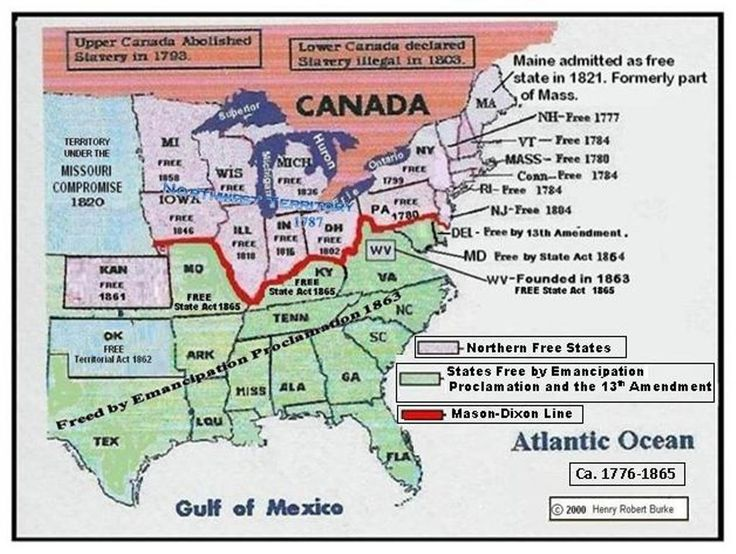 Upper Canada Abolished
Slavery in 1793.
Lower Canada declared
Slavery illegal in 1803.
Maine admitted as free
state in 1821. Formerly part
of Mass.
CANADA
MA
Superior
Huron
Michigan
Ontario
NH-Free 1777
VT - Free 1784
MASS- Free 1780
Conn- Free 1784
RI- Free 1784
NJ- Free 1804
DEL - Free by 13th Amendment.
MD Free by State Act 1864
WV-Founded in 1863
FREE State Act 1865
TERRITORY
UNDER THE
MISSOURI
COMPROMISE
1820
MI
FREE
1858
WIS
FREE
MICH
FREE
1836
NY
FREE
1799
NORTHWEST TERRITORY
1787
IOWA
FREE
1846
ILL
FREE
1818
IN
FREE
1816
OH
FREE
1802
PA
FREE
1780
KAN
FREE
1861
MO
FREE
State Act 1865
KY
FREE
State Act 1865
WV
VA
OK
FREE
Territorial Act 1862
Freed by Emancipation Proclamation 1863
TENN
NC
SC
ARK
MISS
ALA
GA
LOU
TEX
FLA
Northern Free States
States Free by Emancipation
Proclamation and the 13th Amendment
Mason-Dixon Line
Atlantic Ocean
Ca. 1776-1865
Gulf of Mexico
© 2000 Henry Robert Burke